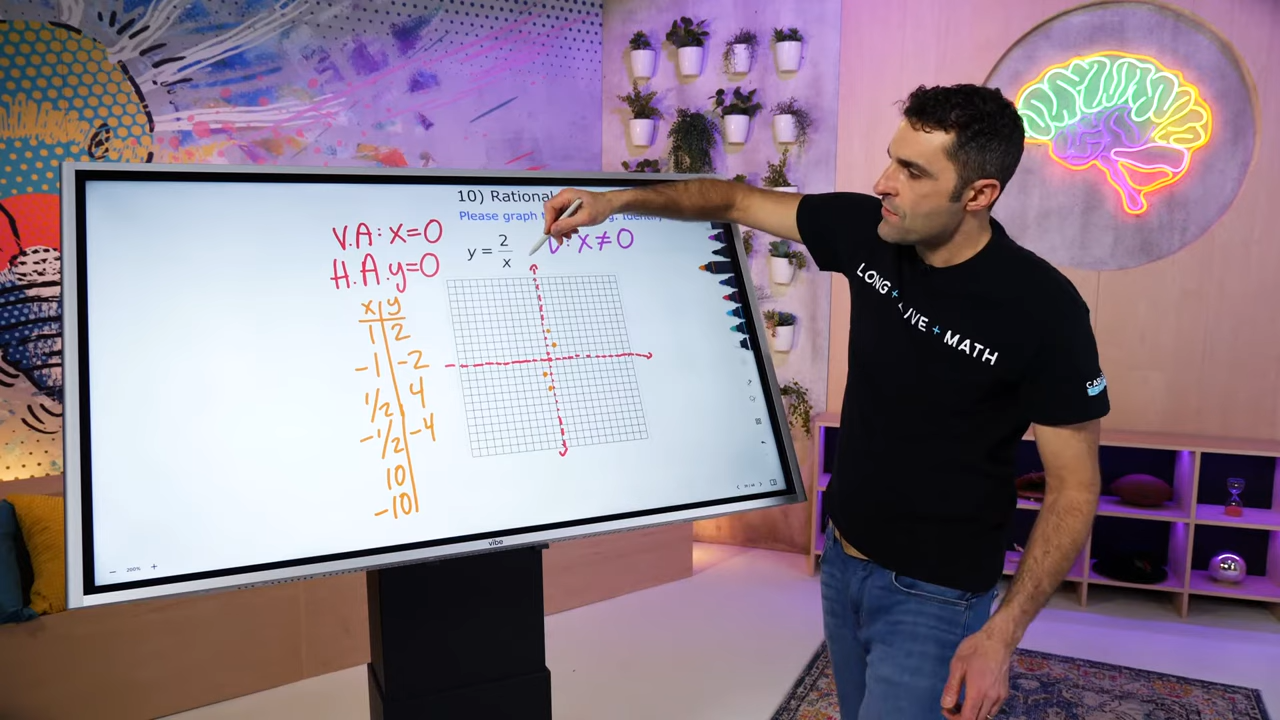 10) Rational
Please graph
y = 2/x
: x ≠ 0
V.A: x=0
H.A. y=0
x y
1 2
-1 -2
1/2 4
-1/2 -4
10
-10
200%
vibe
LONG + LIVE + MATH